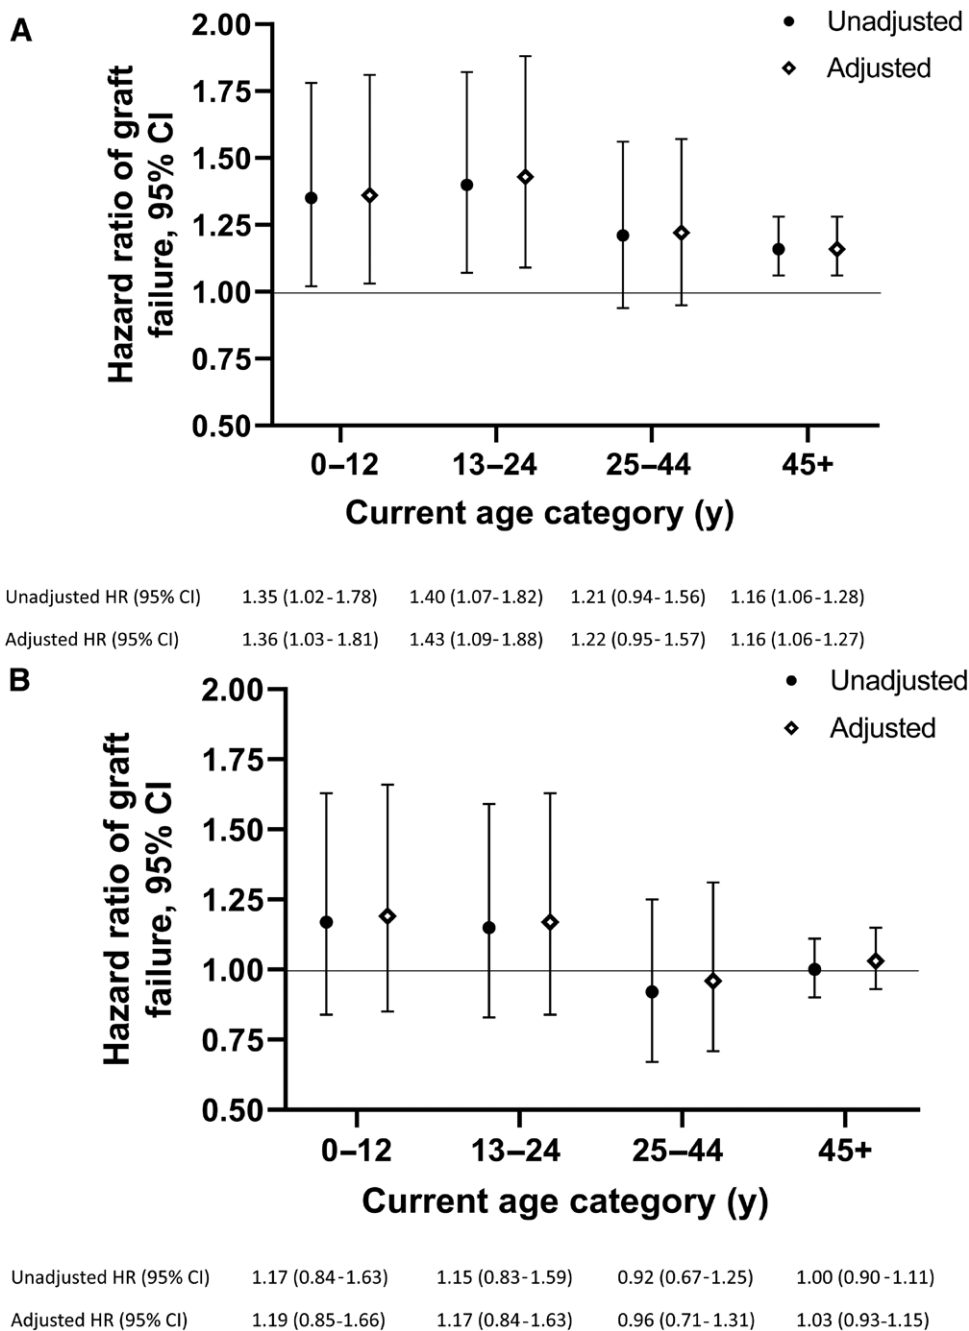 A
Unadjusted
Adjusted
Hazard ratio of graft
failure, 95% CI
2.00
1.75
1.50
1.25
1.00
0.75
0.50
0–12 13–24 25–44 45+
Current age category (y)
Unadjusted HR (95% CI) 1.35 (1.02-1.78) 1.40 (1.07-1.82) 1.21 (0.94-1.56) 1.16 (1.06-1.28)
Adjusted HR (95% CI) 1.36 (1.03-1.81) 1.43 (1.09-1.88) 1.22 (0.95-1.57) 1.16 (1.06-1.27)
B
Unadjusted
Adjusted
Hazard ratio of graft
failure, 95% CI
2.00
1.75
1.50
1.25
1.00
0.75
0.50
0–12 13–24 25–44 45+
Current age category (y)
Unadjusted HR (95% CI) 1.17 (0.84-1.63) 1.15 (0.83-1.59) 0.92 (0.67-1.25) 1.00 (0.90-1.11)
Adjusted HR (95% CI) 1.19 (0.85-1.66) 1.17 (0.84-1.63) 0.96 (0.71-1.31) 1.03 (0.93-1.15)